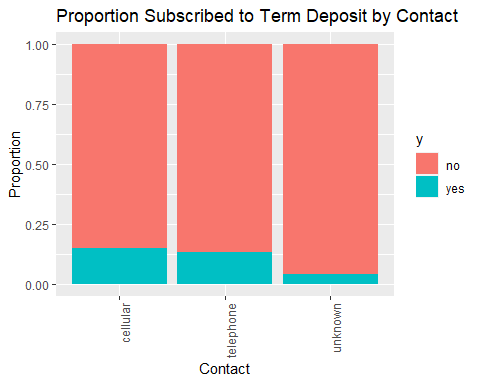 Proportion Subscribed to Term Deposit by Contact
1.00
0.75
0.50
0.25
0.00
Proportion
cellular
telephone
unknown
Contact
y
no
yes